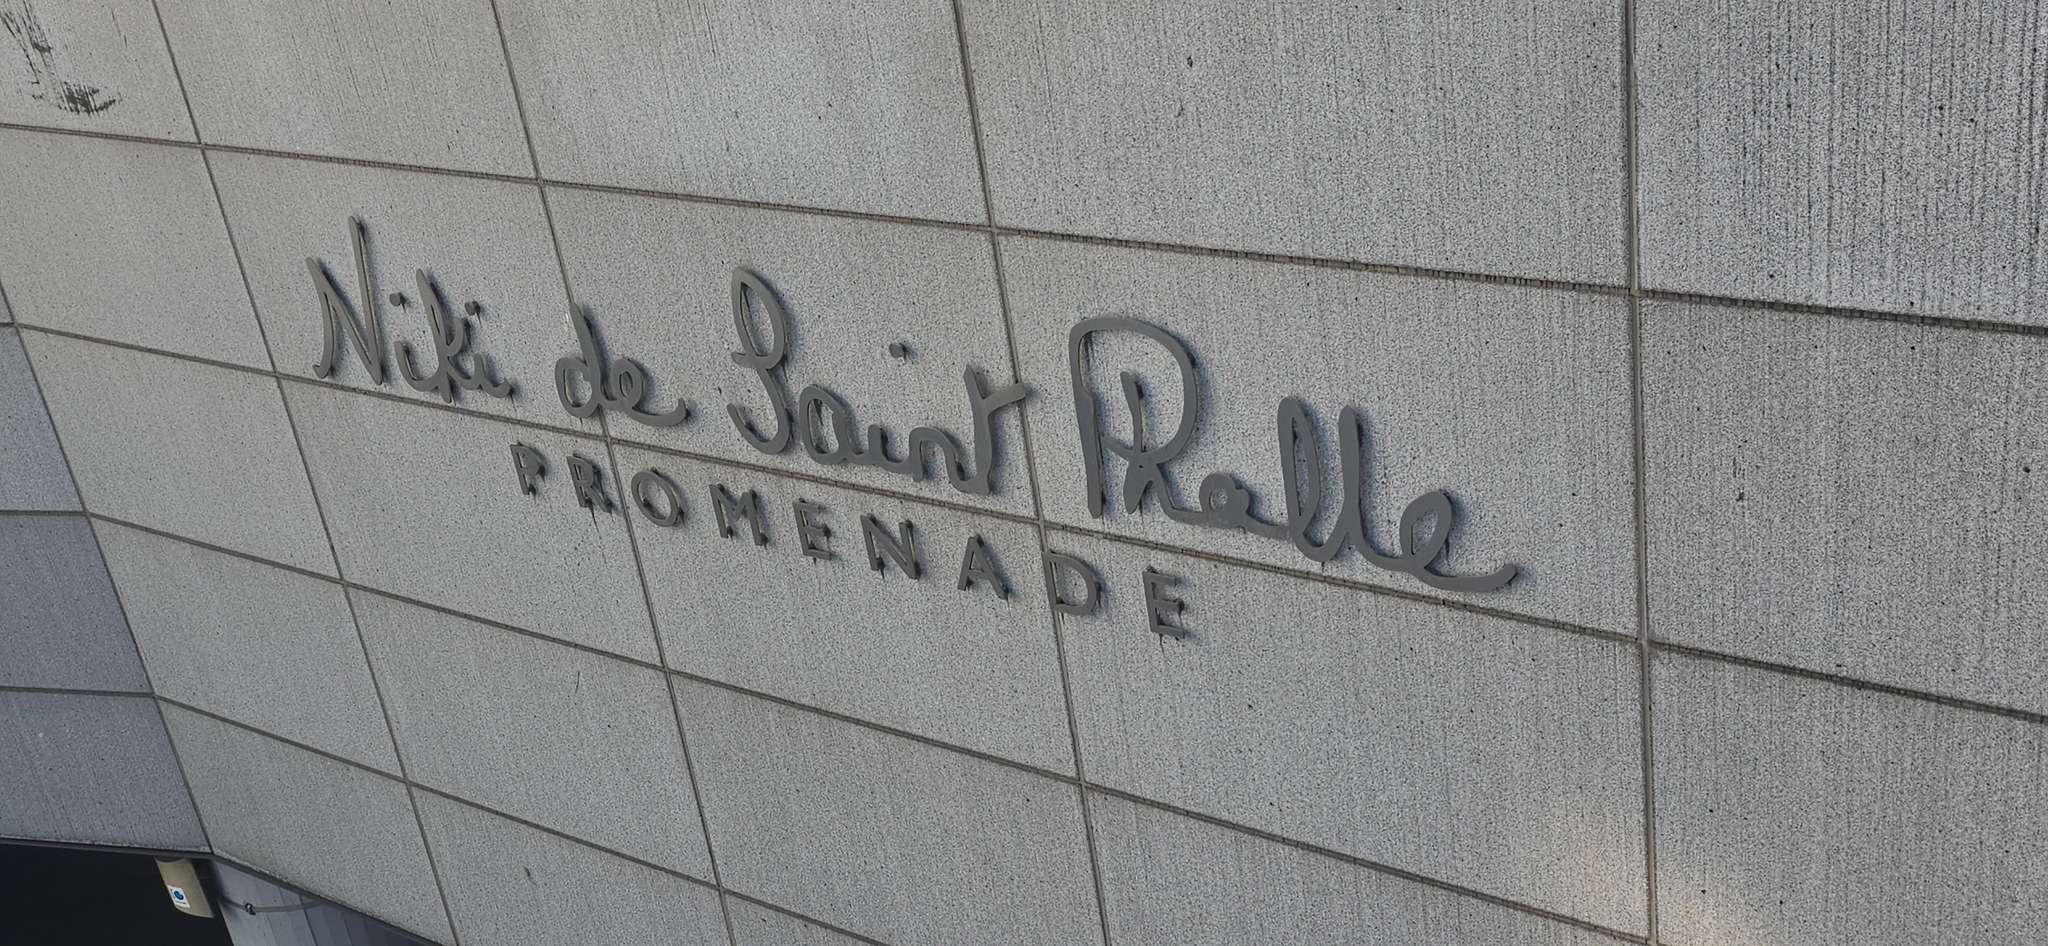 Niki de Saint Phalle
PROMENADE